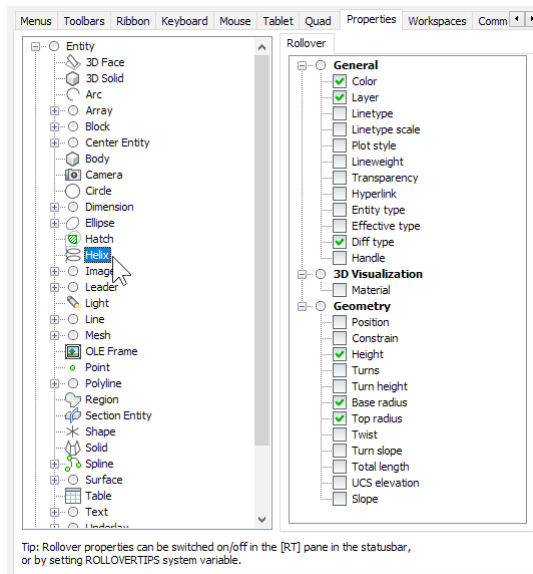 Menus Toolbars Ribbon Keyboard Mouse Tablet Quad Properties Workspaces Comm
Entity
3D Face
3D Solid
Arc
Array
Block
Center Entity
Body
Camera
Circle
Dimension
Ellipse
Hatch
Helix
Image
Leader
Light
Line
Mesh
OLE Frame
Point
Polyline
Region
Section Entity
Shape
Solid
Spline
Surface
Table
Text
Underlay
Rollover
General
Color
Layer
Linetype
Linetype scale
Plot style
Lineweight
Transparency
Hyperlink
Entity type
Effective type
Diff type
Handle
3D Visualization
Material
Geometry
Position
Constrain
Height
Turns
Turn height
Base radius
Top radius
Twist
Turn slope
Total length
UCS elevation
Slope
Tip: Rollover properties can be switched on/off in the [RT] pane in the statusbar,
or by setting ROLLOVERTIPS system variable.